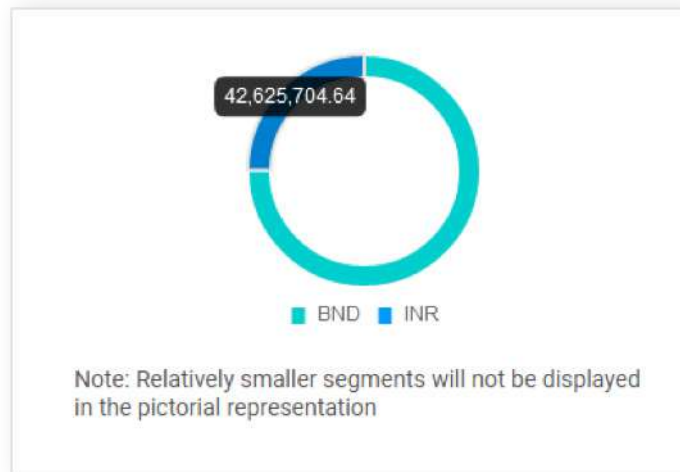 42,625,704.64
BND INR
Note: Relatively smaller segments will not be displayed
in the pictorial representation